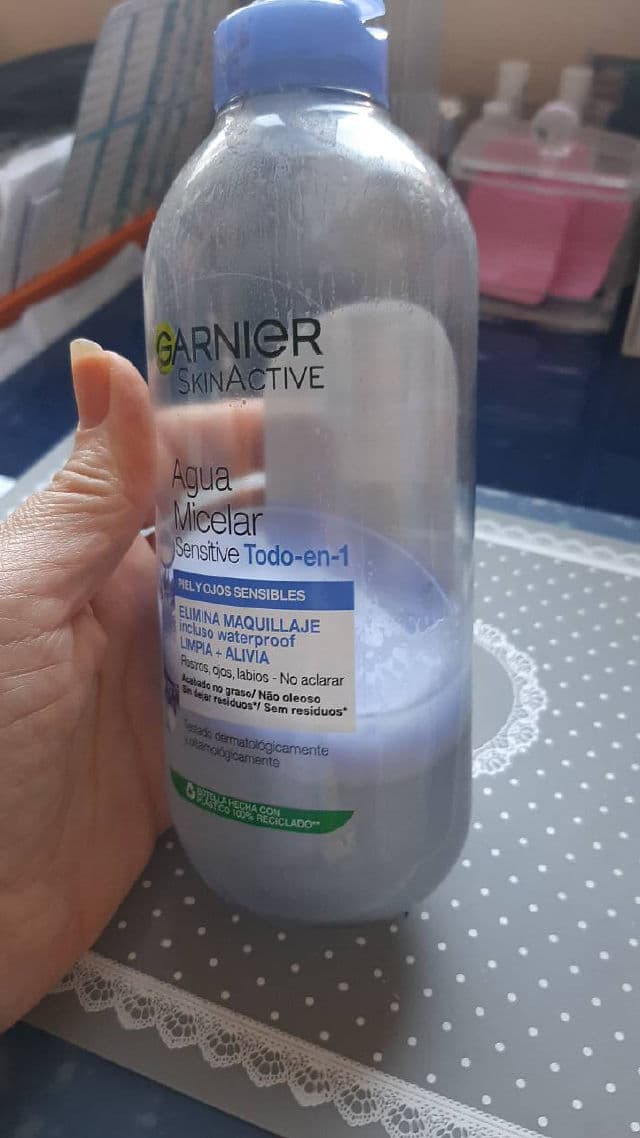 GARNIER
SKINACTIVE
Agua
Micelar
Sensitive Todo-en-1
PIEL Y OJOS SENSIBLES
ELIMINA MAQUILLAJE
incluso waterproof
LIMPIA + ALIVIA
Rostros, ojos, labios - No aclarar
Acabado no graso/ Não oleoso
Sin dejar residuos*/ Sem residuos*
Testado dermatológicamente
y oftalmológicamente
BOTELLA HECHA CON
PLÁSTICO 100% RECICLADO**